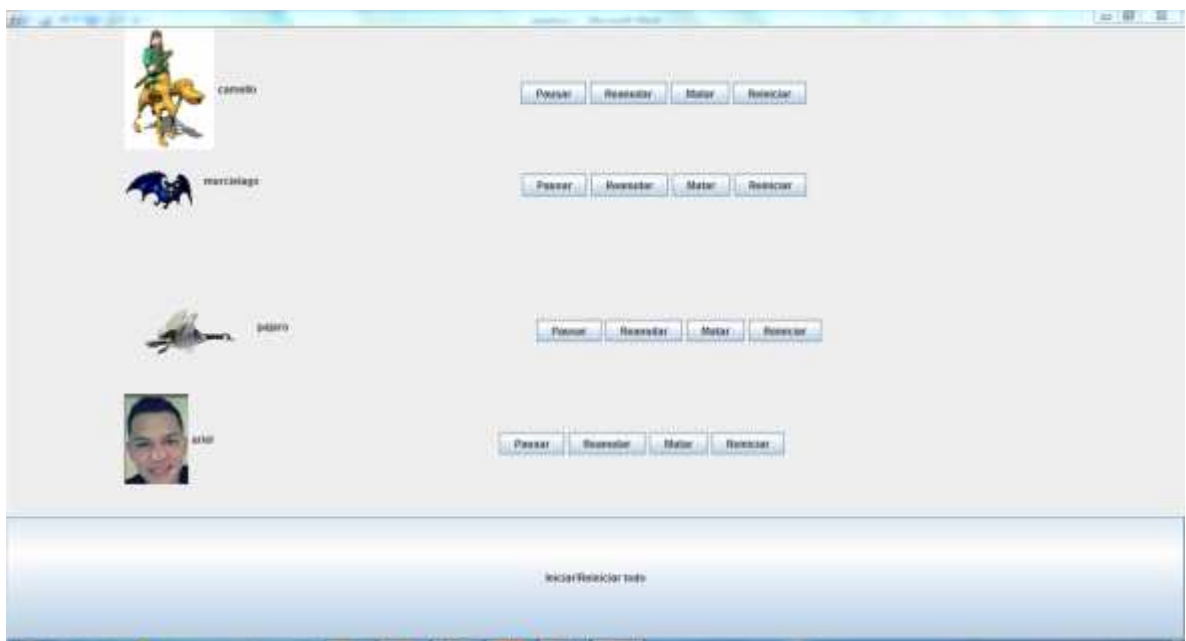 camello Pausar Reanudar Matar Reiniciar
murcielago Pausar Reanudar Matar Reiniciar
pajaro Pausar Reanudar Matar Reiniciar
ariel Pausar Reanudar Matar Reiniciar
Iniciar/Reiniciar todo